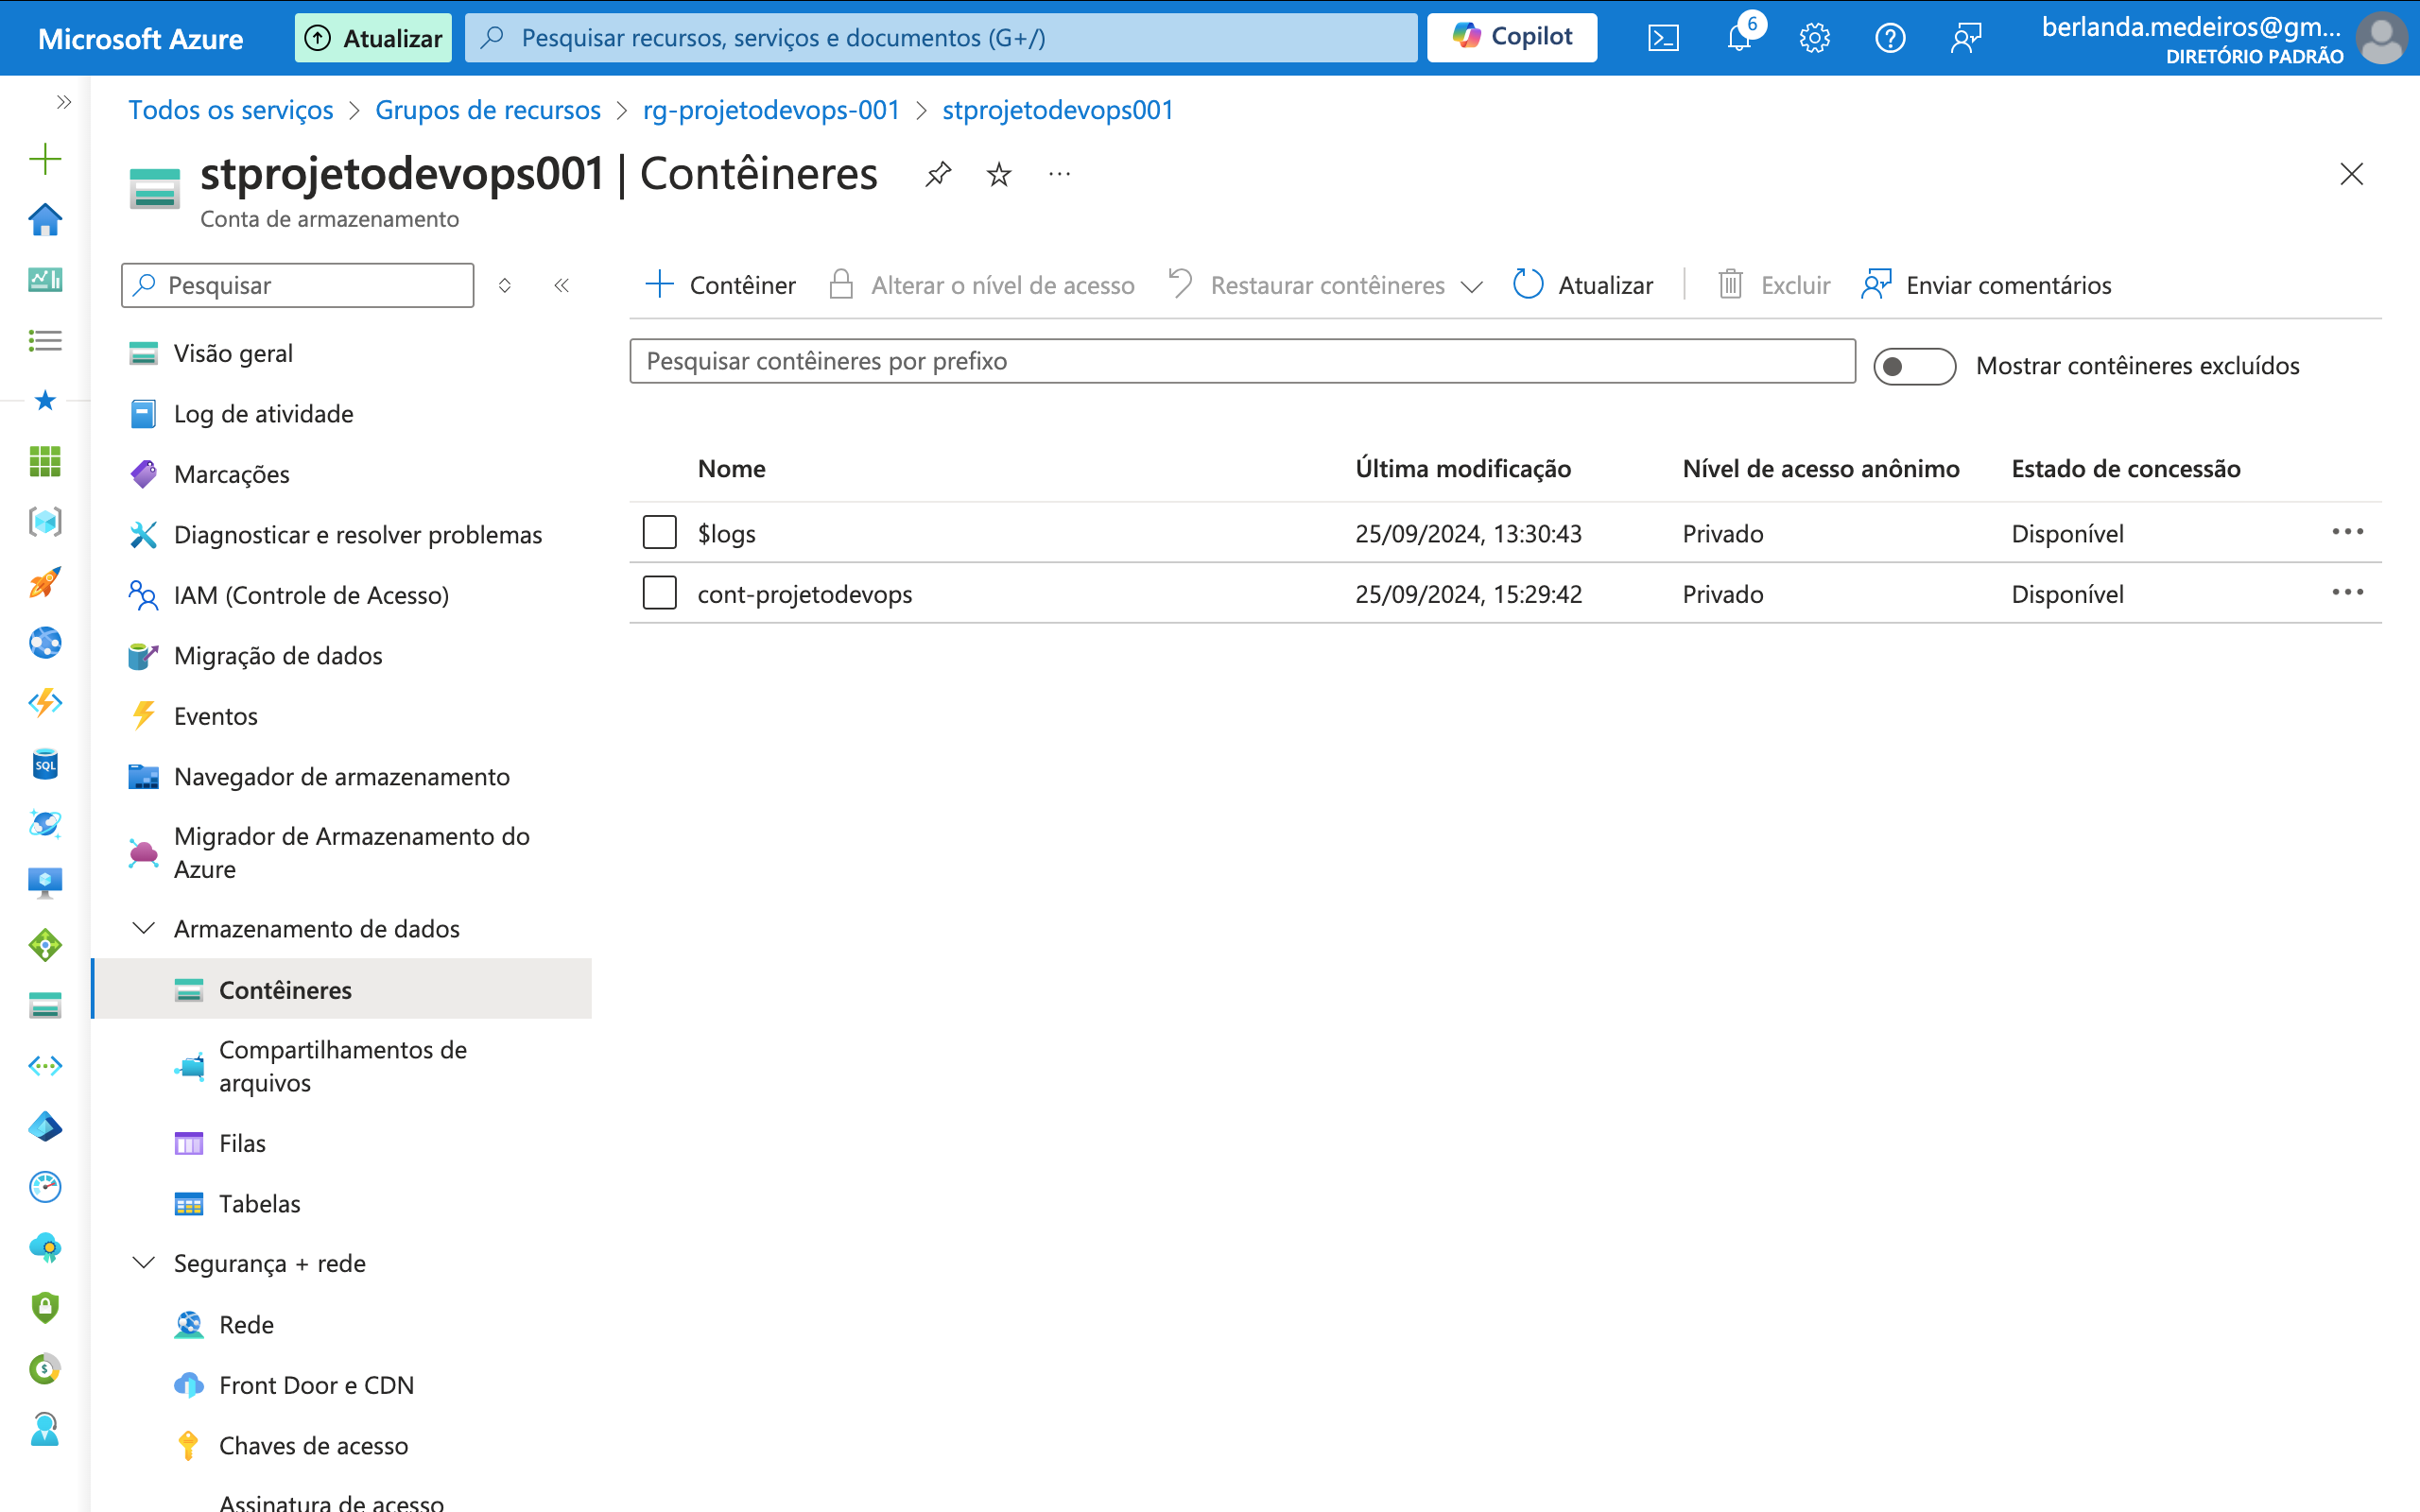 Microsoft Azure
Atualizar
Pesquisar recursos, serviços e documentos (G+/)
Copilot
6
berlanda.medeiros@gm...
DIRETÓRIO PADRÃO
Todos os serviços > Grupos de recursos > rg-projetodevops-001 > stprojetodevops001
stprojetodevops001 | Contêineres
Conta de armazenamento
Pesquisar
Contêiner
Alterar o nível de acesso
Restaurar contêineres
Atualizar
Excluir
Enviar comentários
Pesquisar contêineres por prefixo
Mostrar contêineres excluídos
Nome Última modificação Nível de acesso anônimo Estado de concessão
$logs 25/09/2024, 13:30:43 Privado Disponível
cont-projetodevops 25/09/2024, 15:29:42 Privado Disponível
Visão geral
Log de atividade
Marcações
Diagnosticar e resolver problemas
IAM (Controle de Acesso)
Migração de dados
Eventos
Navegador de armazenamento
Migrador de Armazenamento do
Azure
Armazenamento de dados
Contêineres
Compartilhamentos de
arquivos
Filas
Tabelas
Segurança + rede
Rede
Front Door e CDN
Chaves de acesso
Assinatura de acesso
SQL